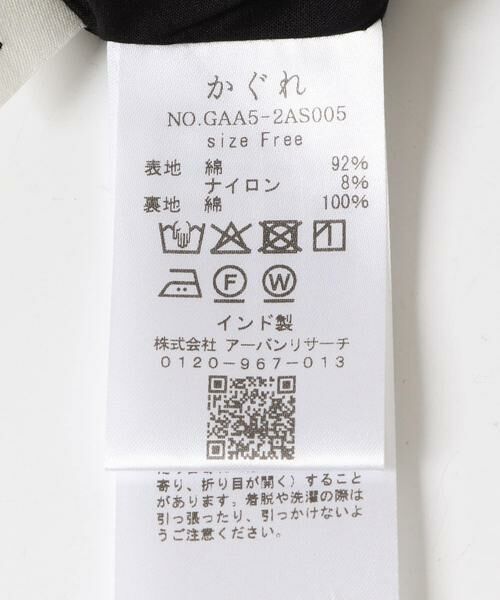 かぐれ
NO.GAA5-2AS005
size Free
表地 綿 92%
ナイロン 8%
裏地 綿 100%
F W
インド製
株式会社 アーバンリサーチ
0120-967-013
寄り、折り目が開く）すること
があります。着脱や洗濯の際は
引っ張ったり、引っかけないよ
うご注意ください。